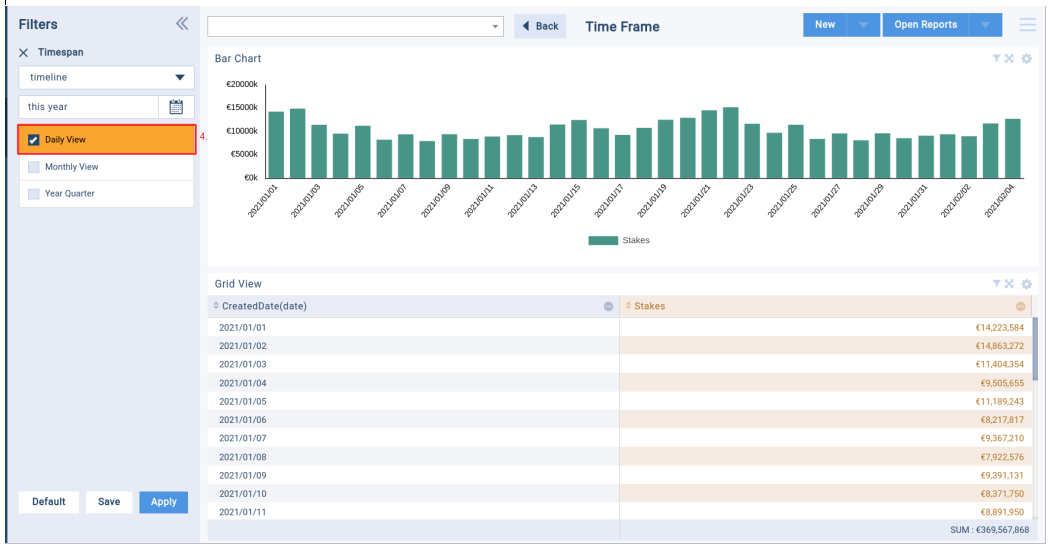 Filters
Timespan
timeline
this year
Daily View
4.
Monthly View
Year Quarter
Default Save Apply
Back Time Frame New Open Reports
Bar Chart
€20000k
€15000k
€10000k
€5000k
€0k
2021/01/01 2021/01/03 2021/01/05 2021/01/07 2021/01/09 2021/01/11 2021/01/13 2021/01/15 2021/01/17 2021/01/19 2021/01/21 2021/01/23 2021/01/25 2021/01/27 2021/01/29 2021/01/31 2021/02/02 2021/02/04
Stakes
Grid View
CreatedDate(date) Stakes
2021/01/01 €14,223,584
2021/01/02 €14,863,272
2021/01/03 €11,404,354
2021/01/04 €9,505,655
2021/01/05 €11,189,243
2021/01/06 €8,217,817
2021/01/07 €9,367,210
2021/01/08 €7,922,576
2021/01/09 €9,391,131
2021/01/10 €8,371,750
2021/01/11 €8,891,950
SUM : €369,567,868